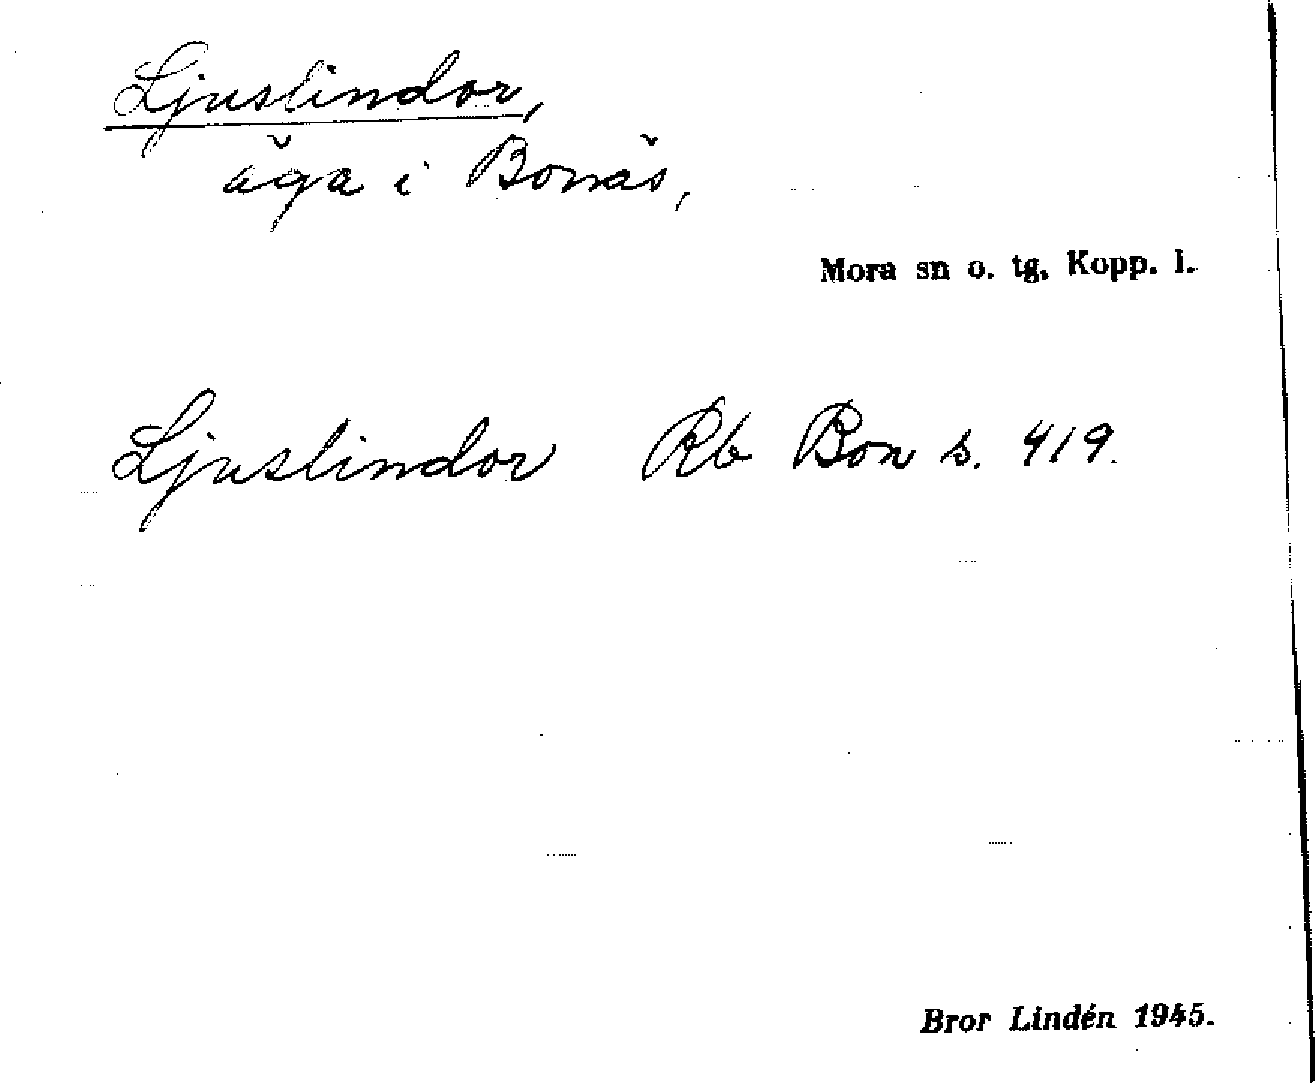 Ljuslindor,
äga i Bonäs,
Mora sn o. tg, Kopp. l.
Ljuslindor Rb Bon s. 419.
Bror Lindén 1945.